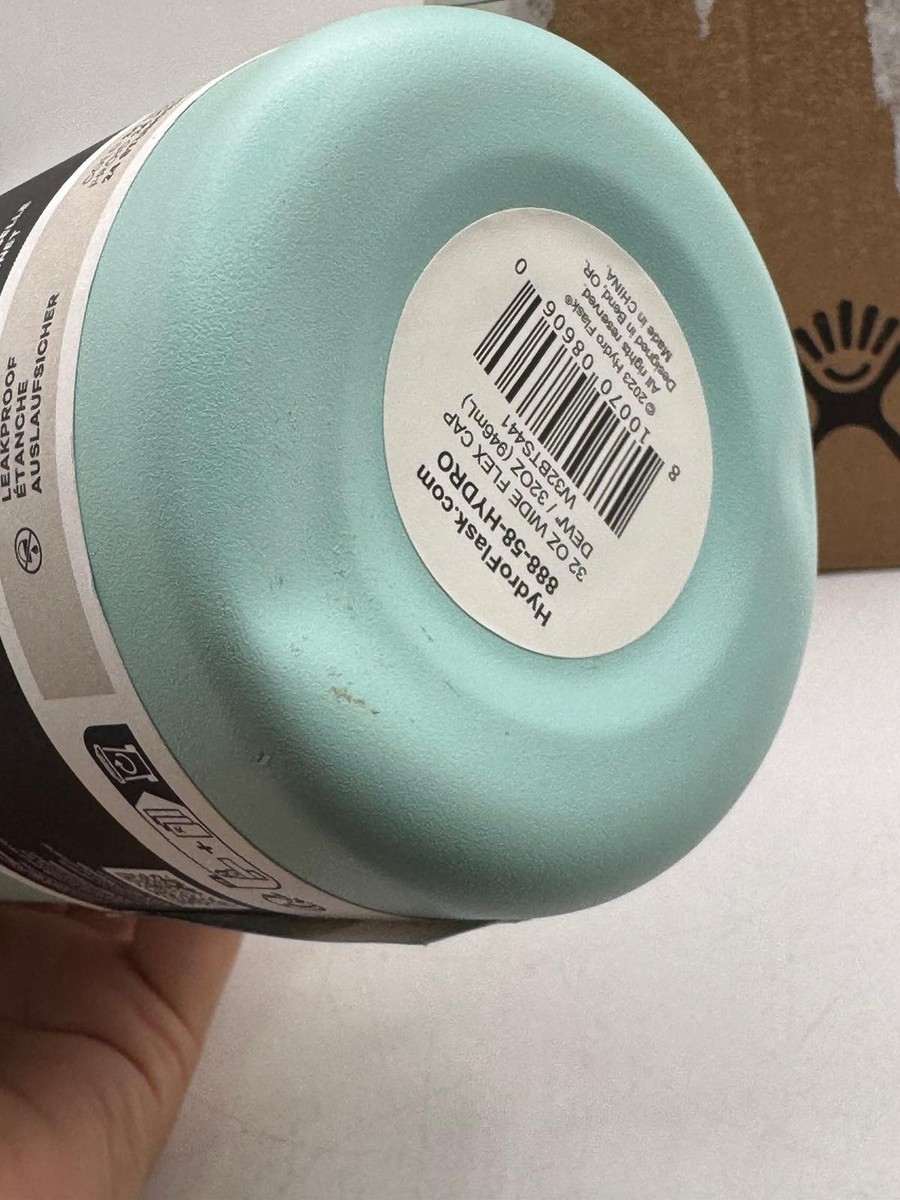 HydroFlask.com
888-58-HYDRO
32 OZ WIDE FLEX CAP
DEW* / 32OZ (946mL)
W32BTS441
8 10070 08606 0
© 2023 Hydro Flask®
All rights reserved.
Designed in Bend, OR.
Made in CHINA.
LEAKPROOF
ÉTANCHE
AUSLAUFSICHER